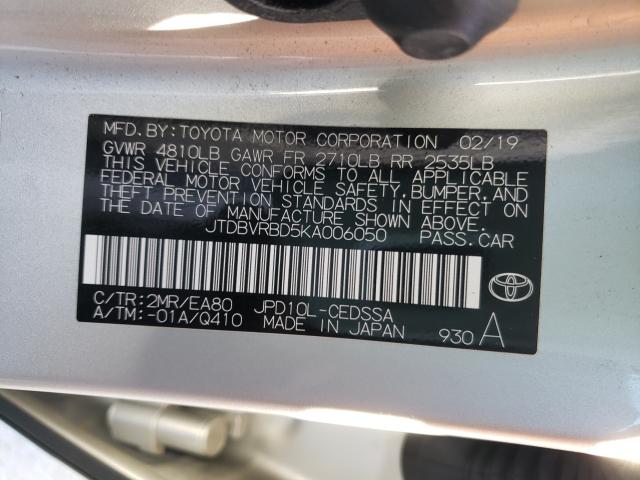 MFD. BY: TOYOTA MOTOR CORPORATION 02/19
GVWR 4810LB GAWR FR 2710LB RR 2535LB
THIS VEHICLE CONFORMS TO ALL APPLICABLE
FEDERAL MOTOR VEHICLE SAFETY, BUMPER, AND
THEFT PREVENTION STANDARDS IN EFFECT ON
THE DATE OF MANUFACTURE SHOWN ABOVE.
JTDBVRBD5KA006050 PASS. CAR
C/TR: 2MR/EA80 JPD10L-CEDSSA
A/TM: -01A/Q410 MADE IN JAPAN 930 A